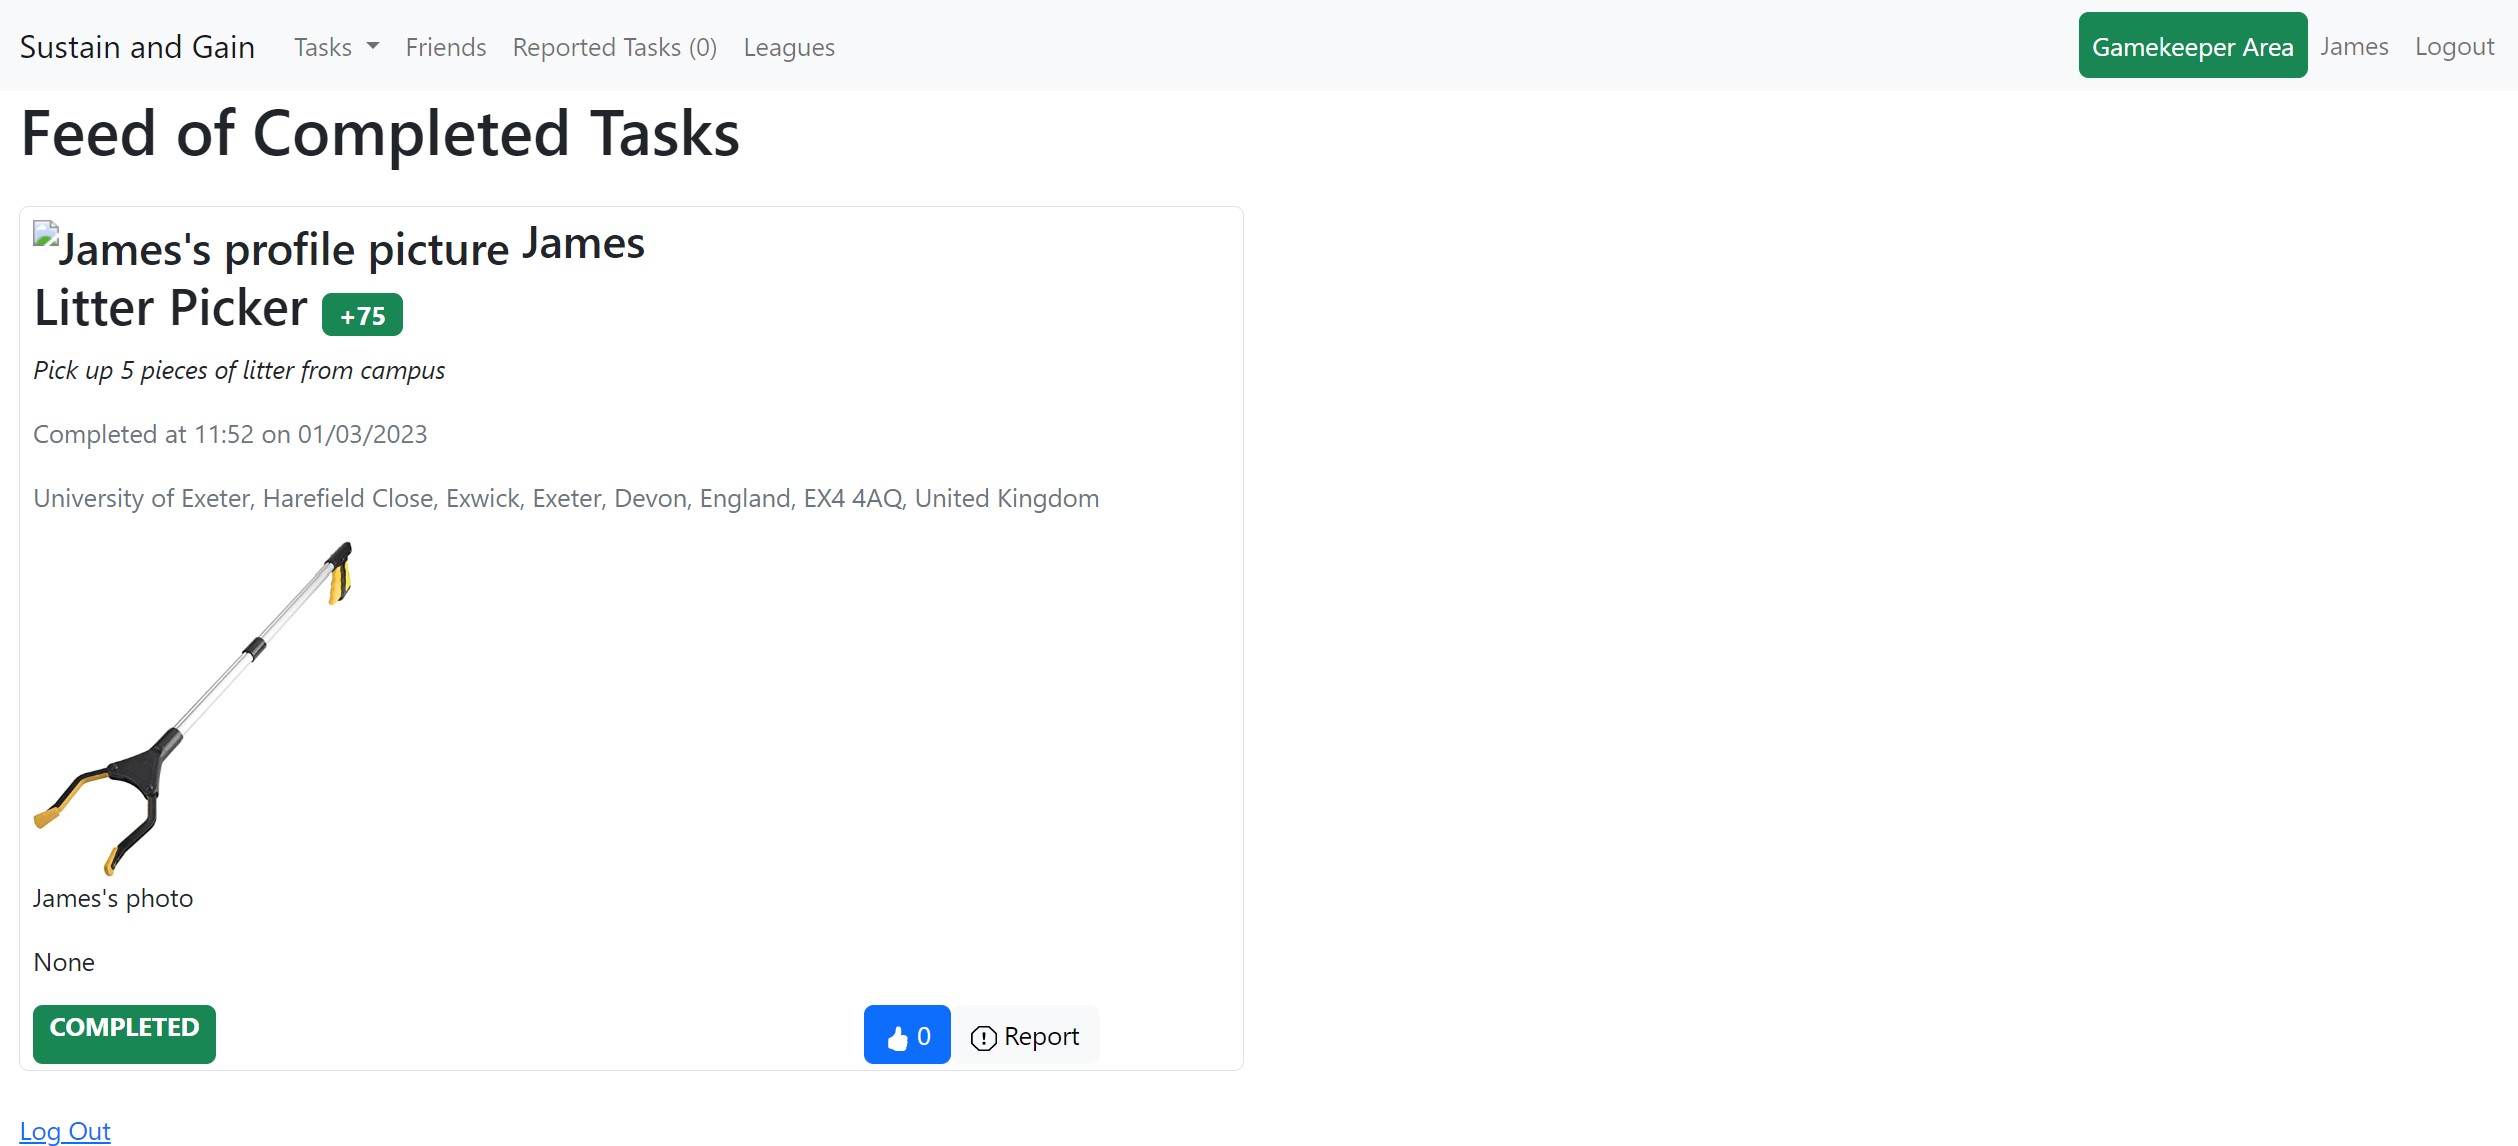 Sustain and Gain Tasks Friends Reported Tasks (0) Leagues Gamekeeper Area James Logout
Feed of Completed Tasks
James's profile picture James
Litter Picker +75
Pick up 5 pieces of litter from campus
Completed at 11:52 on 01/03/2023
University of Exeter, Harefield Close, Exwick, Exeter, Devon, England, EX4 4AQ, United Kingdom
James's photo
None
COMPLETED 0 Report
Log Out